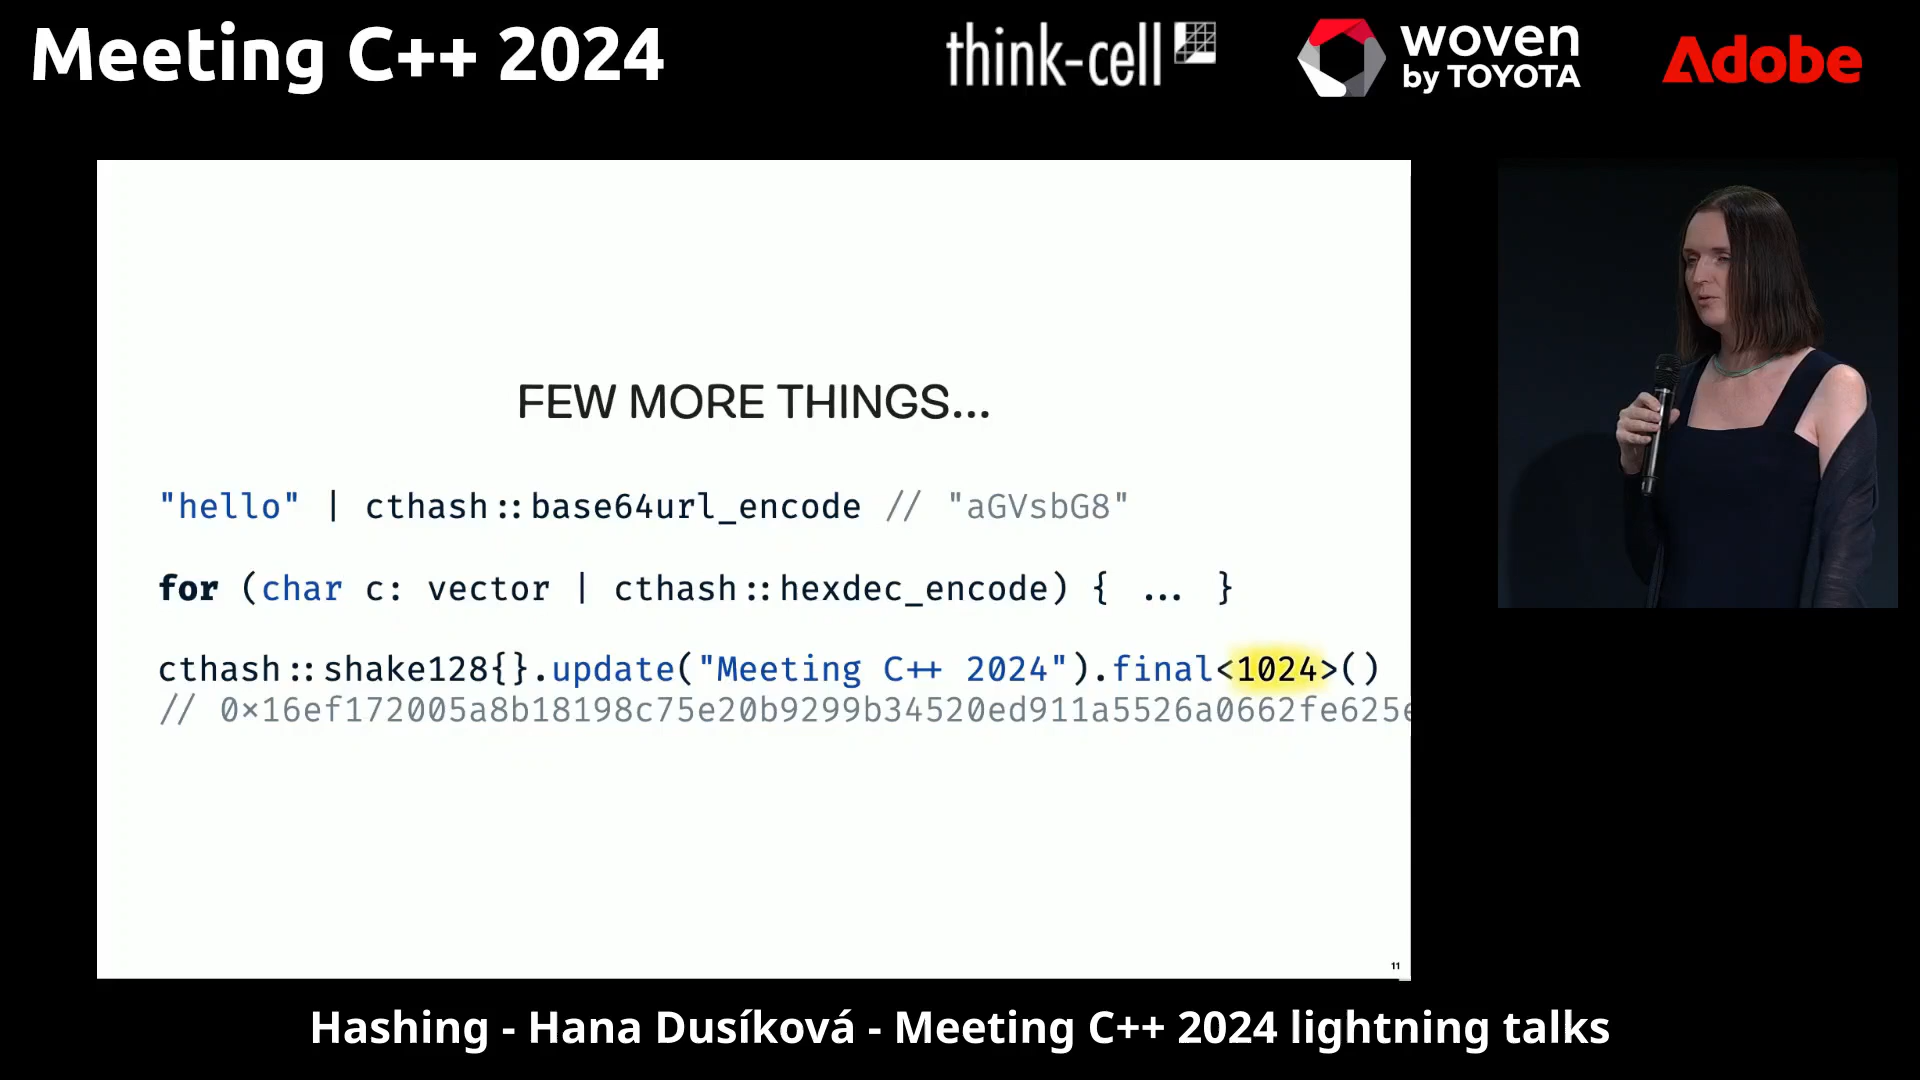 Meeting C++ 2024
think-cell
woven
by TOYOTA
Adobe
FEW MORE THINGS...
"hello" | cthash::base64url_encode // "aGVsbG8"
for (char c: vector | cthash::hexdec_encode) { ... }
cthash::shake128{}.update("Meeting C++ 2024").final<1024>()
// 0x16ef172005a8b18198c75e20b9299b34520ed911a5526a0662fe625e
11
Hashing - Hana Dusíková - Meeting C++ 2024 lightning talks